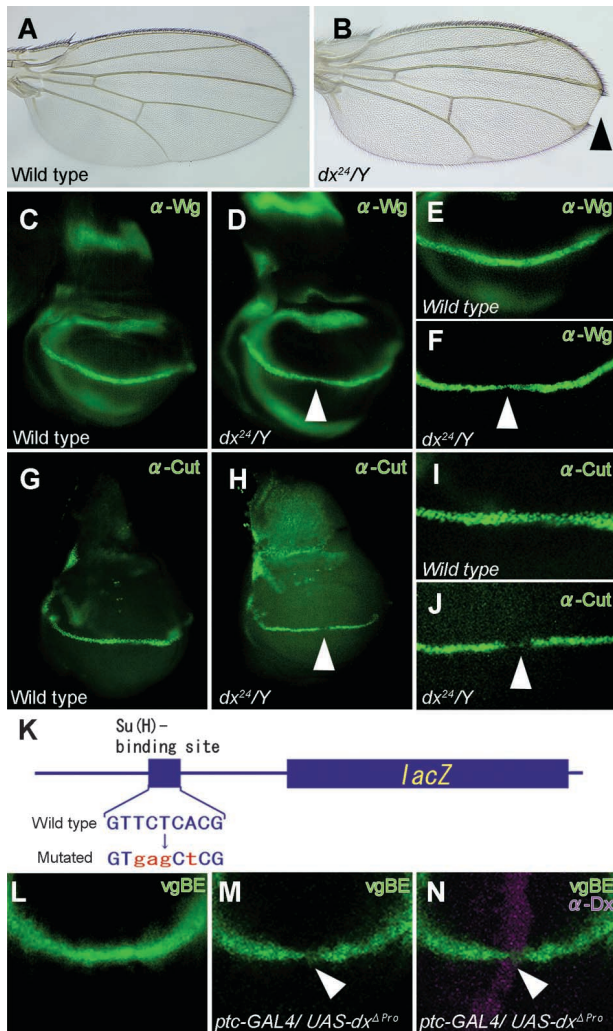 A
Wild type
B
dx24/Y
C
α-Wg
Wild type
D
α-Wg
dx24/Y
E
α-Wg
Wild type
F
α-Wg
dx24/Y
G
α-Cut
Wild type
H
α-Cut
dx24/Y
I
α-Cut
Wild type
J
α-Cut
dx24/Y
K
Su(H)-
binding site
lacZ
Wild type GTTCTCACG
Mutated GTgagCtCG
L
vgBE
M
vgBE
ptc-GAL4/ UAS-dxΔPro
N
vgBE
α-Dx
ptc-GAL4/ UAS-dxΔPro